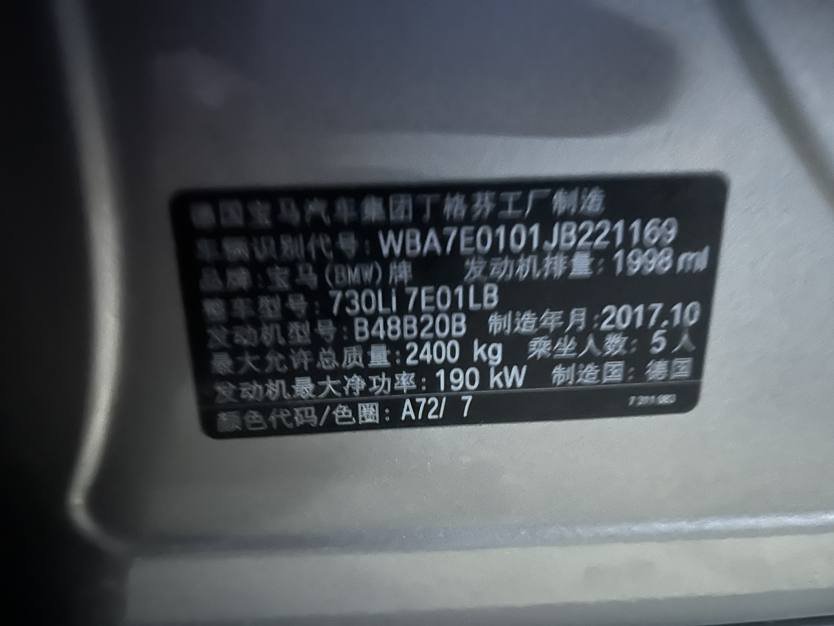 德国宝马汽车集团丁格芬工厂制造
车辆识别代号: WBA7E0101JB221169
品牌: 宝马(BMW)牌 发动机排量: 1998 ml
整车型号: 730Li 7E01LB
发动机型号: B48B20B 制造年月: 2017.10
最大允许总质量: 2400 kg 乘坐人数: 5人
发动机最大净功率: 190 kW 制造国: 德国
颜色代码/色圈: A72/ 7